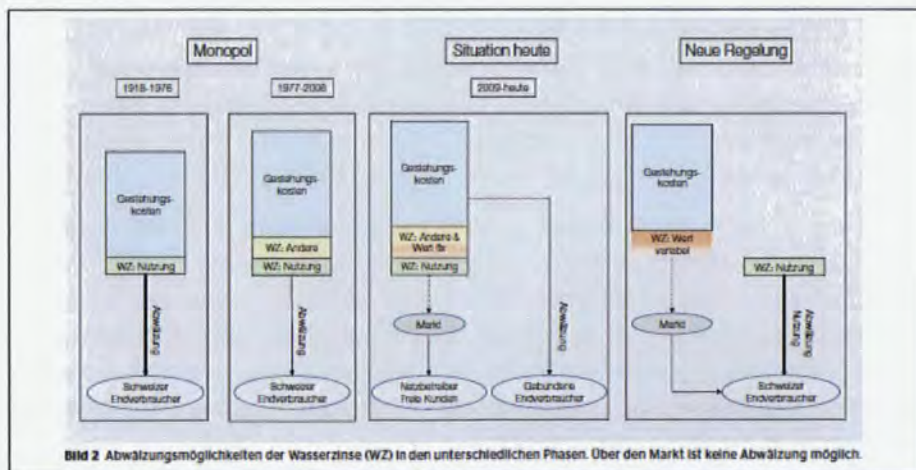 Monopol
Situation heute
Neue Regelung
1918-1976
1977-2008
2009-heute
Gestehungs-
kosten
WZ: Nutzung
Abwälzung
Schweizer
Endverbraucher
Gestehungs-
kosten
WZ: Andere
WZ: Nutzung
Abwälzung
Schweizer
Endverbraucher
Gestehungs-
kosten
WZ: Andere &
Wert fix
WZ: Nutzung
Markt
Abwälzung
Netzbetreiber
Freie Kunden
Gebundene
Endverbraucher
Gestehungs-
kosten
WZ: Wert
variabel
WZ: Nutzung
Markt
Abwälzung
Nutzung
Schweizer
Endverbraucher
Bild 2 Abwälzungsmöglichkeiten der Wasserzinse (WZ) in den unterschiedlichen Phasen. Über den Markt ist keine Abwälzung möglich.